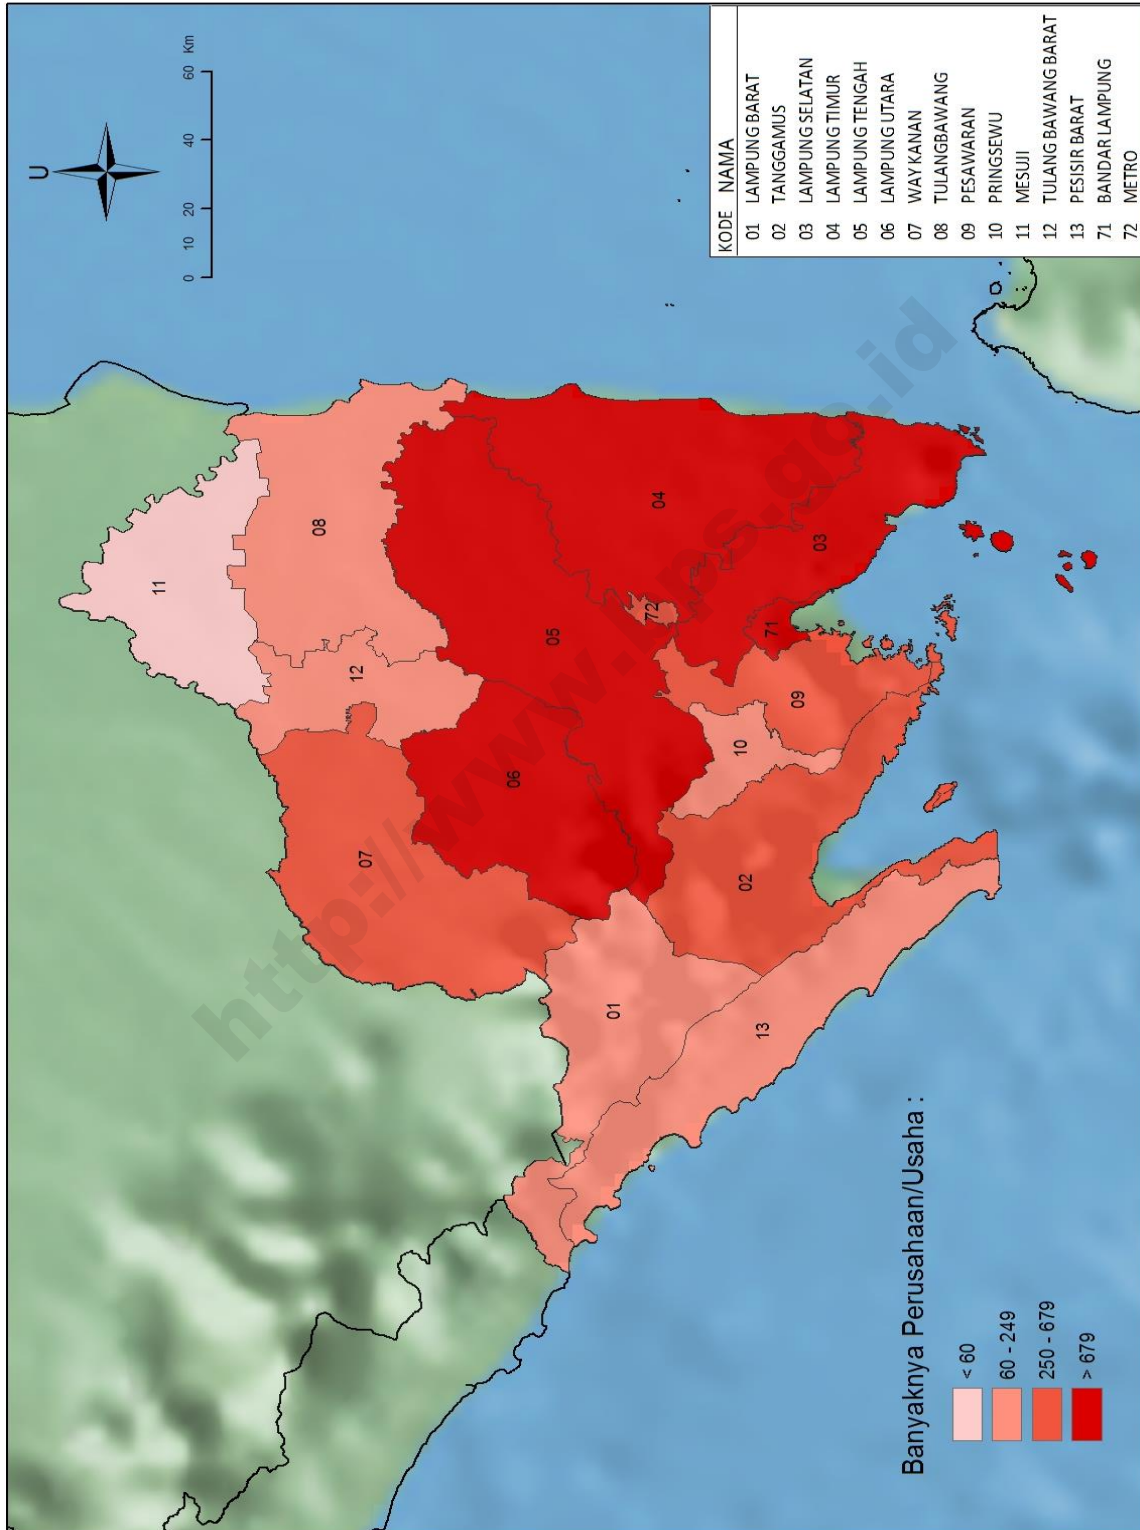 U
0 10 20 40 60 Km
11
08
12
07
06
05
04
72
03
71
09
10
02
01
13
http://www.bps.go.id
Banyaknya Perusahaan/Usaha :
< 60
60 - 249
250 - 679
> 679
KODE NAMA
01 LAMPUNG BARAT
02 TANGGAMUS
03 LAMPUNG SELATAN
04 LAMPUNG TIMUR
05 LAMPUNG TENGAH
06 LAMPUNG UTARA
07 WAY KANAN
08 TULANGBAWANG
09 PESAWARAN
10 PRINGSEWU
11 MESUJI
12 TULANG BAWANG BARAT
13 PESISIR BARAT
71 BANDAR LAMPUNG
72 METRO